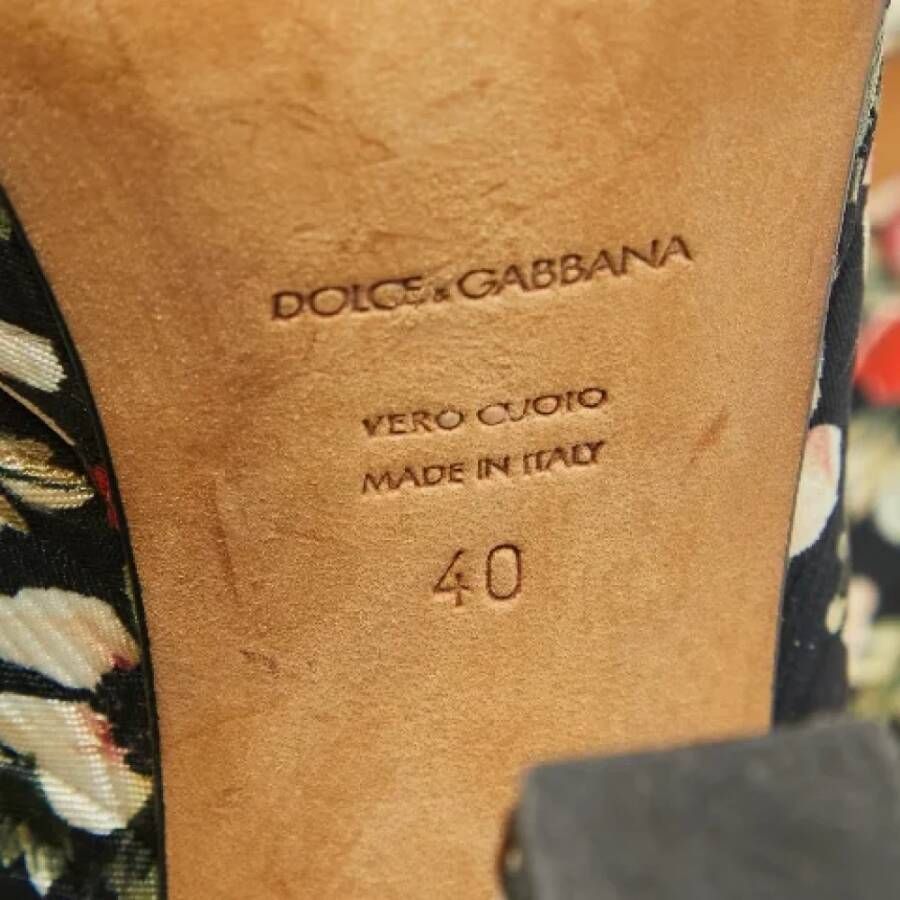 DOLCE & GABBANA
VERO CUOIO
MADE IN ITALY
40